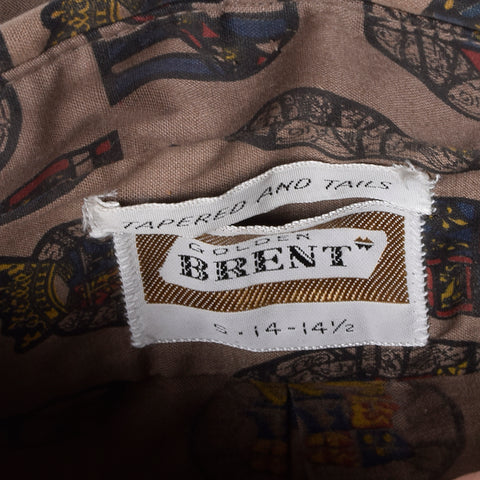 TAPERED AND TAILS
GOLDEN
BRENT
S • 14-14½